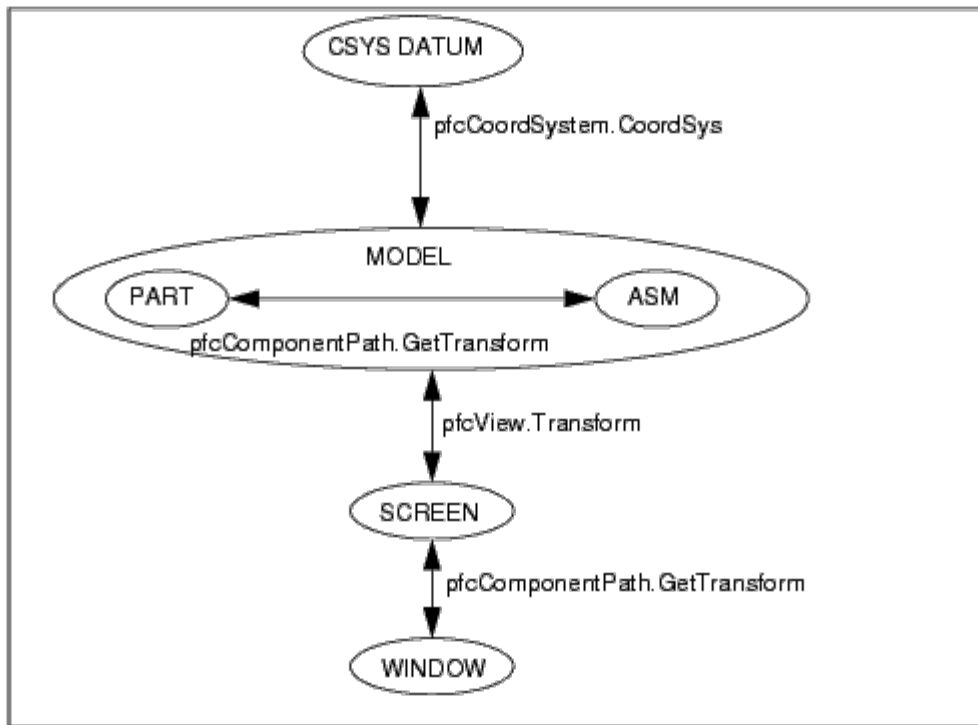 CSYS DATUM
pfcCoordSystem.CoordSys
MODEL
PART
ASM
pfcComponentPath.GetTransform
pfcView.Transform
SCREEN
pfcComponentPath.GetTransform
WINDOW